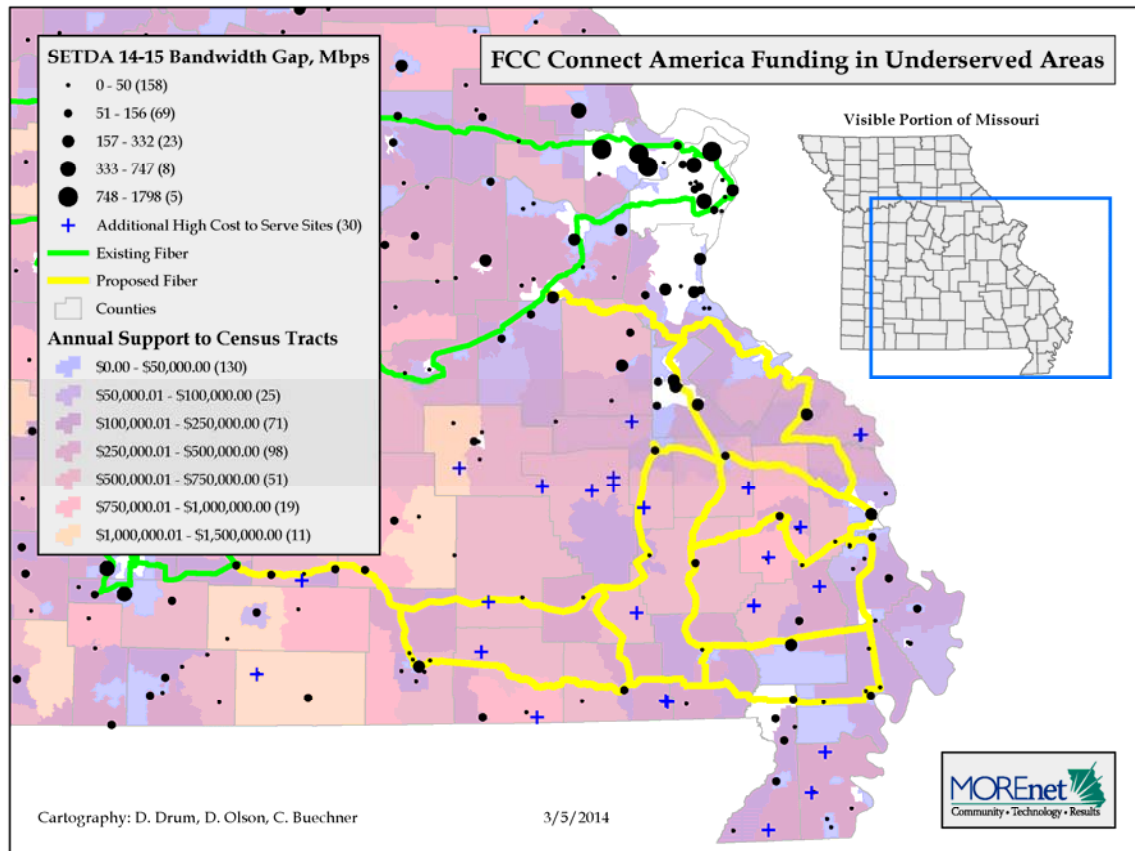 FCC Connect America Funding in Underserved Areas
SETDA 14-15 Bandwidth Gap, Mbps
0 - 50 (158)
51 - 156 (69)
157 - 332 (23)
333 - 747 (8)
748 - 1798 (5)
Additional High Cost to Serve Sites (30)
Existing Fiber
Proposed Fiber
Counties
Annual Support to Census Tracts
$0.00 - $50,000.00 (130)
$50,000.01 - $100,000.00 (25)
$100,000.01 - $250,000.00 (71)
$250,000.01 - $500,000.00 (98)
$500,000.01 - $750,000.00 (51)
$750,000.01 - $1,000,000.00 (19)
$1,000,000.01 - $1,500,000.00 (11)
Visible Portion of Missouri
Cartography: D. Drum, D. Olson, C. Buechner
3/5/2014
MOREnet
Community • Technology • Results